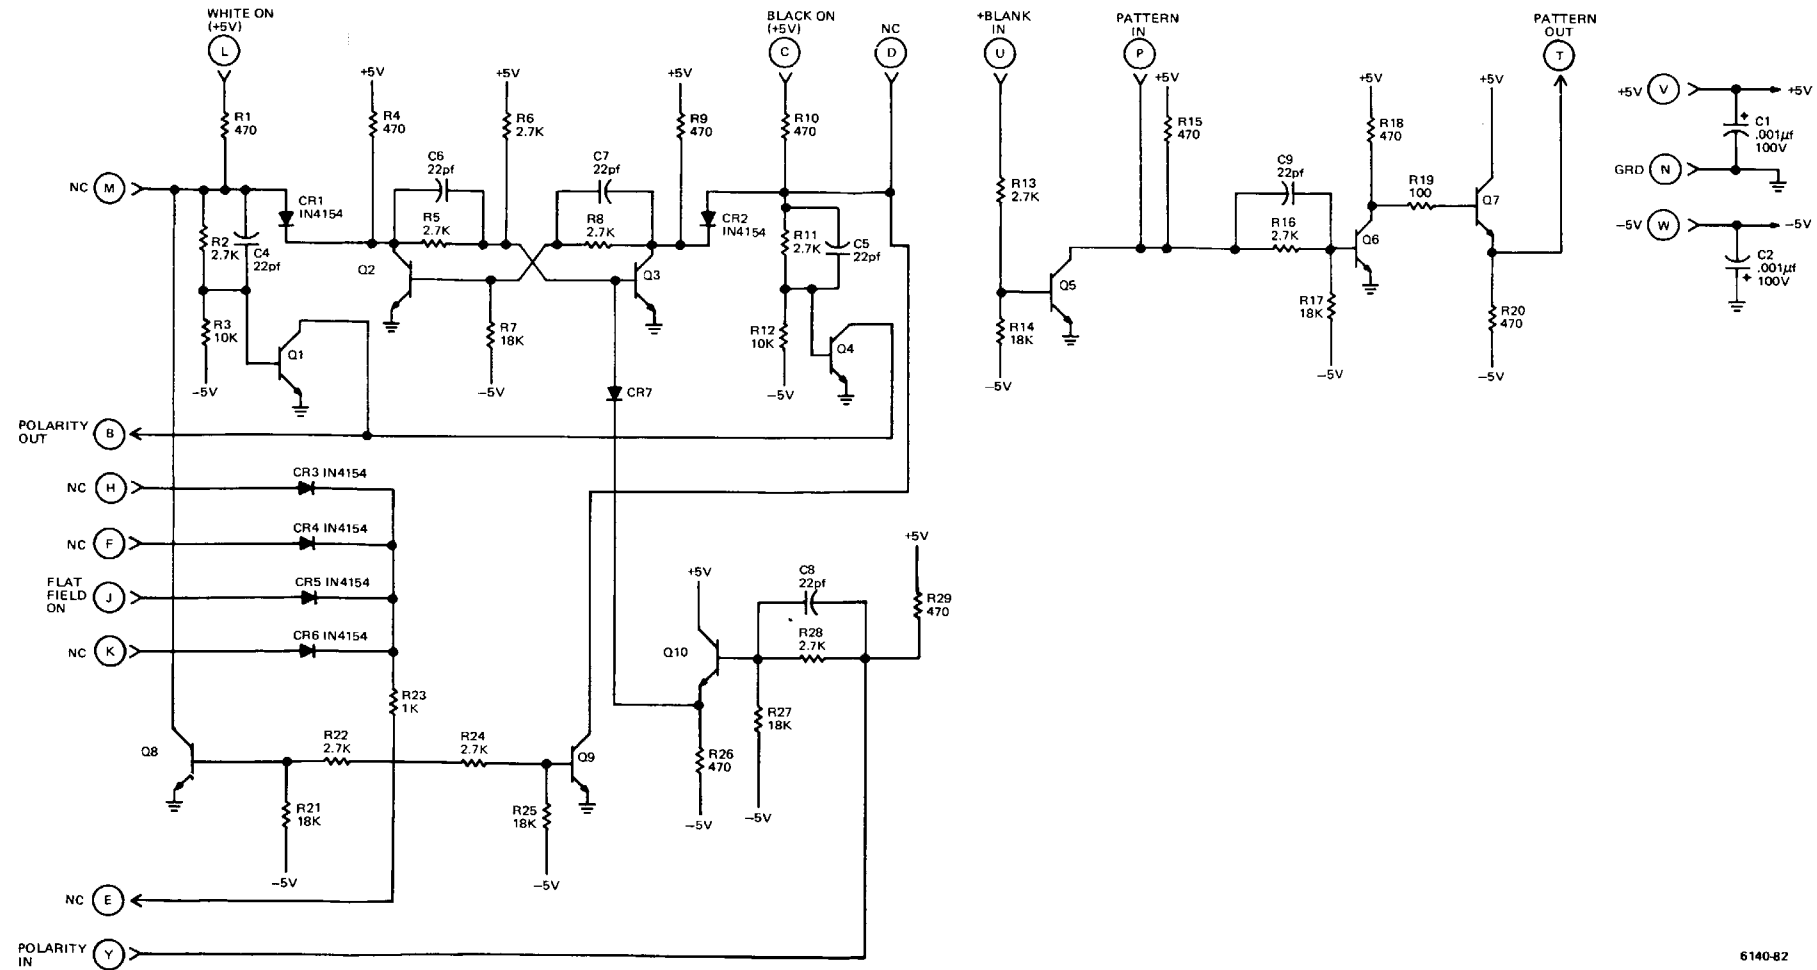 WHITE ON
(+5V)
L
BLACK ON
(+5V)
C
NC
D
+BLANK
IN
U
PATTERN
IN
P
PATTERN
OUT
T
+5V
+5V
+5V
+5V
+5V
+5V
R1
470
R4
470
R6
2.7K
R9
470
R10
470
R15
470
R18
470
+5V
V
+5V
C1
+
.001µf
100V
GRD
N
-5V
W
-5V
C2
.001µf
+ 100V
NC
M
CR1
IN4154
C6
22pf
R5
2.7K
C7
22pf
R8
2.7K
CR2
IN4154
R13
2.7K
C9
22pf
R16
2.7K
R19
100
Q7
R2
2.7K
C4
22pf
Q2
Q3
R11
2.7K
C5
22pf
Q5
Q6
R3
10K
Q1
R7
18K
R12
10K
Q4
R14
18K
R17
18K
R20
470
-5V
-5V
-5V
-5V
-5V
-5V
CR7
POLARITY
OUT
B
NC
H
CR3 IN4154
NC
F
CR4 IN4154
FLAT
FIELD
ON
J
CR5 IN4154
NC
K
CR6 IN4154
+5V
+5V
C8
22pf
R29
470
R28
2.7K
Q10
R23
1K
R27
18K
R26
470
-5V
-5V
Q8
R22
2.7K
R24
2.7K
Q9
R21
18K
R25
18K
-5V
-5V
NC
E
POLARITY
IN
Y
6140-82